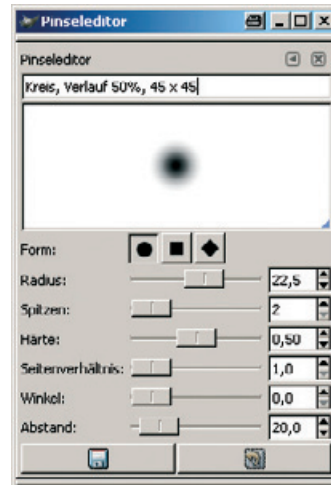 Pinseleditor
Pinseleditor
Kreis, Verlauf 50%, 45 x 45
Form:
Radius: 22,5
Spitzen: 2
Härte: 0,50
Seitenverhältnis: 1,0
Winkel: 0,0
Abstand: 20,0